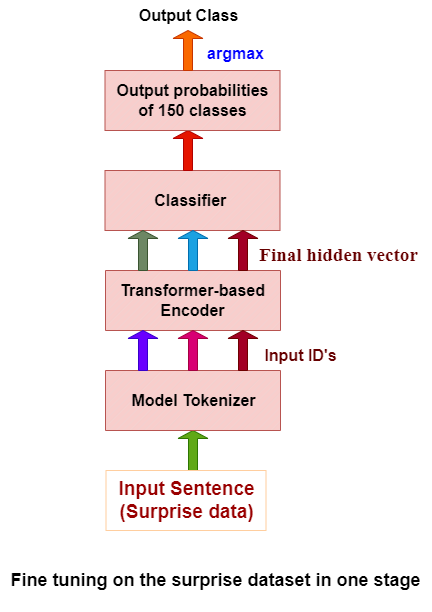 Output Class
argmax
Output probabilities
of 150 classes
Classifier
Final hidden vector
Transformer-based
Encoder
Input ID's
Model Tokenizer
Input Sentence
(Surprise data)
Fine tuning on the surprise dataset in one stage